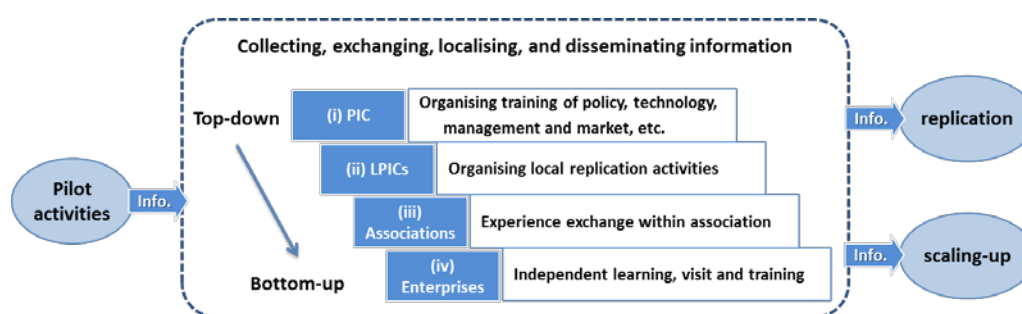 Collecting, exchanging, localising, and disseminating information
Top-down
(i) PIC
Organising training of policy, technology,
management and market, etc.
(ii) LPICs
Organising local replication activities
(iii)
Associations
Experience exchange within association
(iv)
Enterprises
Independent learning, visit and training
Bottom-up
Pilot
activities
Info.
Info.
replication
Info.
scaling-up